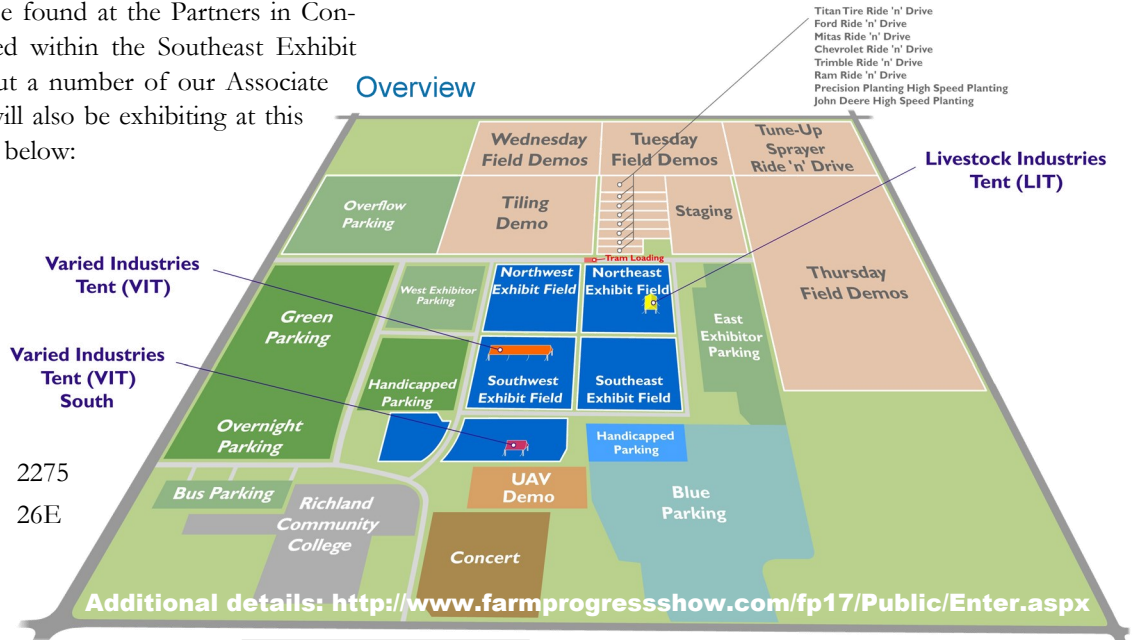 e found at the Partners in Con-
ed within the Southeast Exhibit
ut a number of our Associate
will also be exhibiting at this
below:
Overview
Titan Tire Ride 'n' Drive
Ford Ride 'n' Drive
Mitas Ride 'n' Drive
Chevrolet Ride 'n' Drive
Trimble Ride 'n' Drive
Ram Ride 'n' Drive
Precision Planting High Speed Planting
John Deere High Speed Planting
Wednesday
Field Demos
Tuesday
Field Demos
Tune-Up
Sprayer
Ride 'n' Drive
Livestock Industries
Tent (LIT)
Overflow
Parking
Tiling
Demo
Staging
Tram Loading
Varied Industries
Tent (VIT)
West Exhibitor
Parking
Northwest
Exhibit Field
Northeast
Exhibit Field
Thursday
Field Demos
Green
Parking
East
Exhibitor
Parking
Varied Industries
Tent (VIT)
South
Handicapped
Parking
Southwest
Exhibit Field
Southeast
Exhibit Field
Overnight
Parking
Handicapped
Parking
2275
26E
Bus Parking
Richland
Community
College
UAV
Demo
Blue
Parking
Concert
Additional details: http://www.farmprogressshow.com/fp17/Public/Enter.aspx